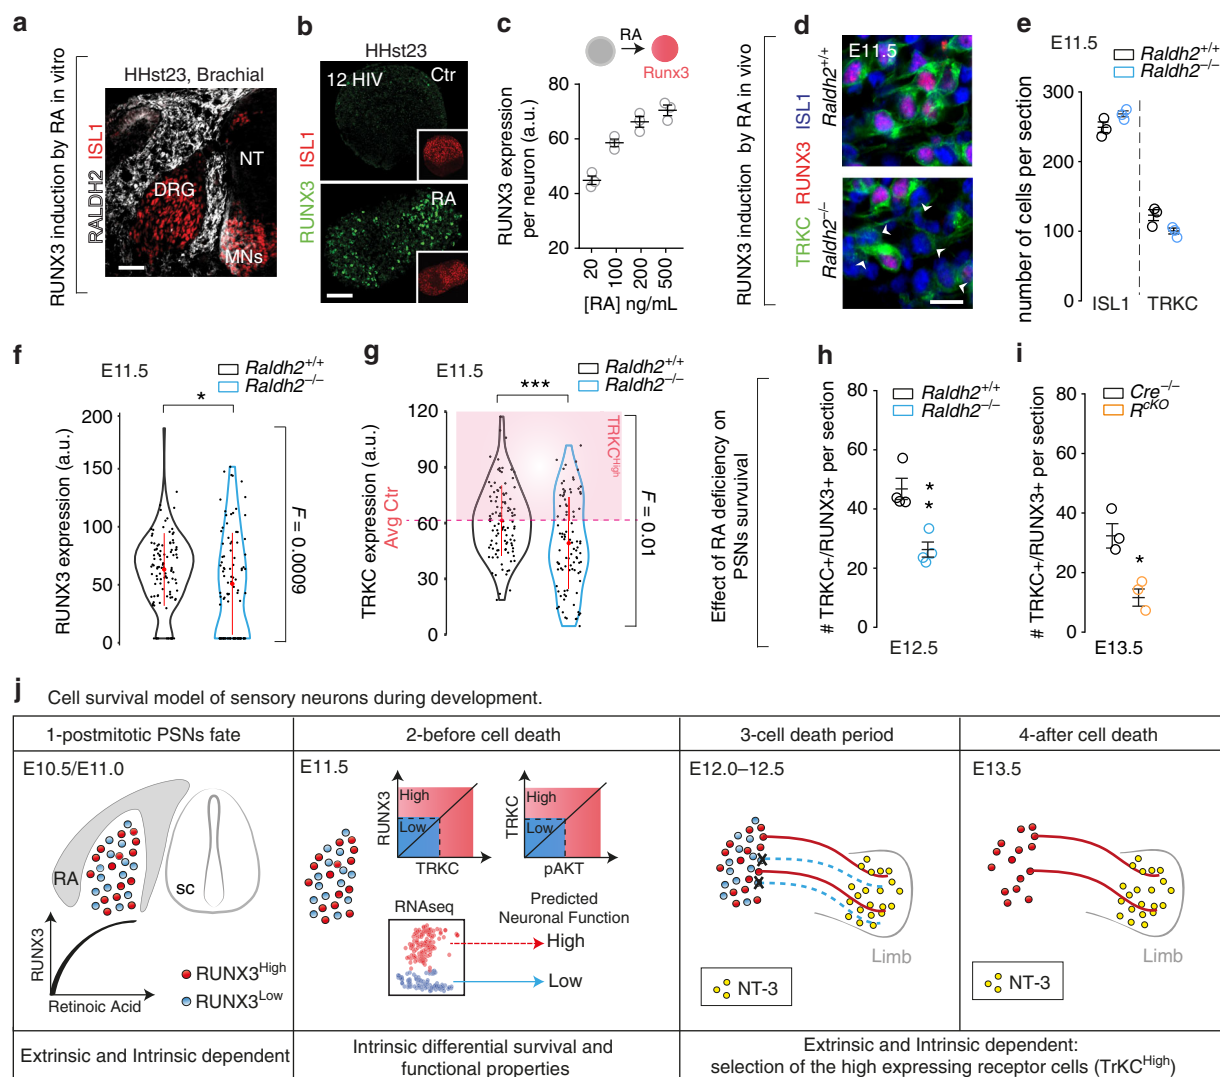 a
RUNX3 induction by RA in vitro
HHst23, Brachial
RALDH2 ISL1
NT
DRG
MNs
b
HHst23
RUNX3 ISL1
12 HIV
Ctr
RA
c
RA
Runx3
RUNX3 expression
per neuron (a.u.)
80
60
40
20
20
100
200
500
[RA] ng/mL
RUNX3 induction by RA in vivo
d
TRKC RUNX3 ISL1
E11.5
Raldh2+/+
Raldh2−/−
e
E11.5
Raldh2+/+
Raldh2−/−
number of cells per section
300
200
100
0
ISL1
TRKC
f
E11.5
Raldh2+/+
Raldh2−/−
*
RUNX3 expression (a.u.)
200
150
100
50
0
F = 0.0009
g
E11.5
Raldh2+/+
Raldh2−/−
***
TRKC expression (a.u.)
Avg Ctr
120
90
60
30
0
TRKCHigh
F = 0.01
Effect of RA deficiency on
PSNs survuival
h
Raldh2+/+
Raldh2−/−
# TRKC+/RUNX3+ per section
80
60
40
20
0
*
*
E12.5
i
Cre−/−
RcKO
# TRKC+/RUNX3+ per section
80
60
40
20
0
*
E13.5
j
Cell survival model of sensory neurons during development.
1-postmitotic PSNs fate
2-before cell death
3-cell death period
4-after cell death
E10.5/E11.0
RA
SC
RUNX3
Retinoic Acid
RUNX3High
RUNX3Low
E11.5
RUNX3
High
Low
TRKC
TRKC
High
Low
pAKT
RNAseq
Predicted
Neuronal Function
High
Low
E12.0–12.5
Limb
NT-3
E13.5
Limb
NT-3
Extrinsic and Intrinsic dependent
Intrinsic differential survival and
functional properties
Extrinsic and Intrinsic dependent:
selection of the high expressing receptor cells (TrKCHigh)